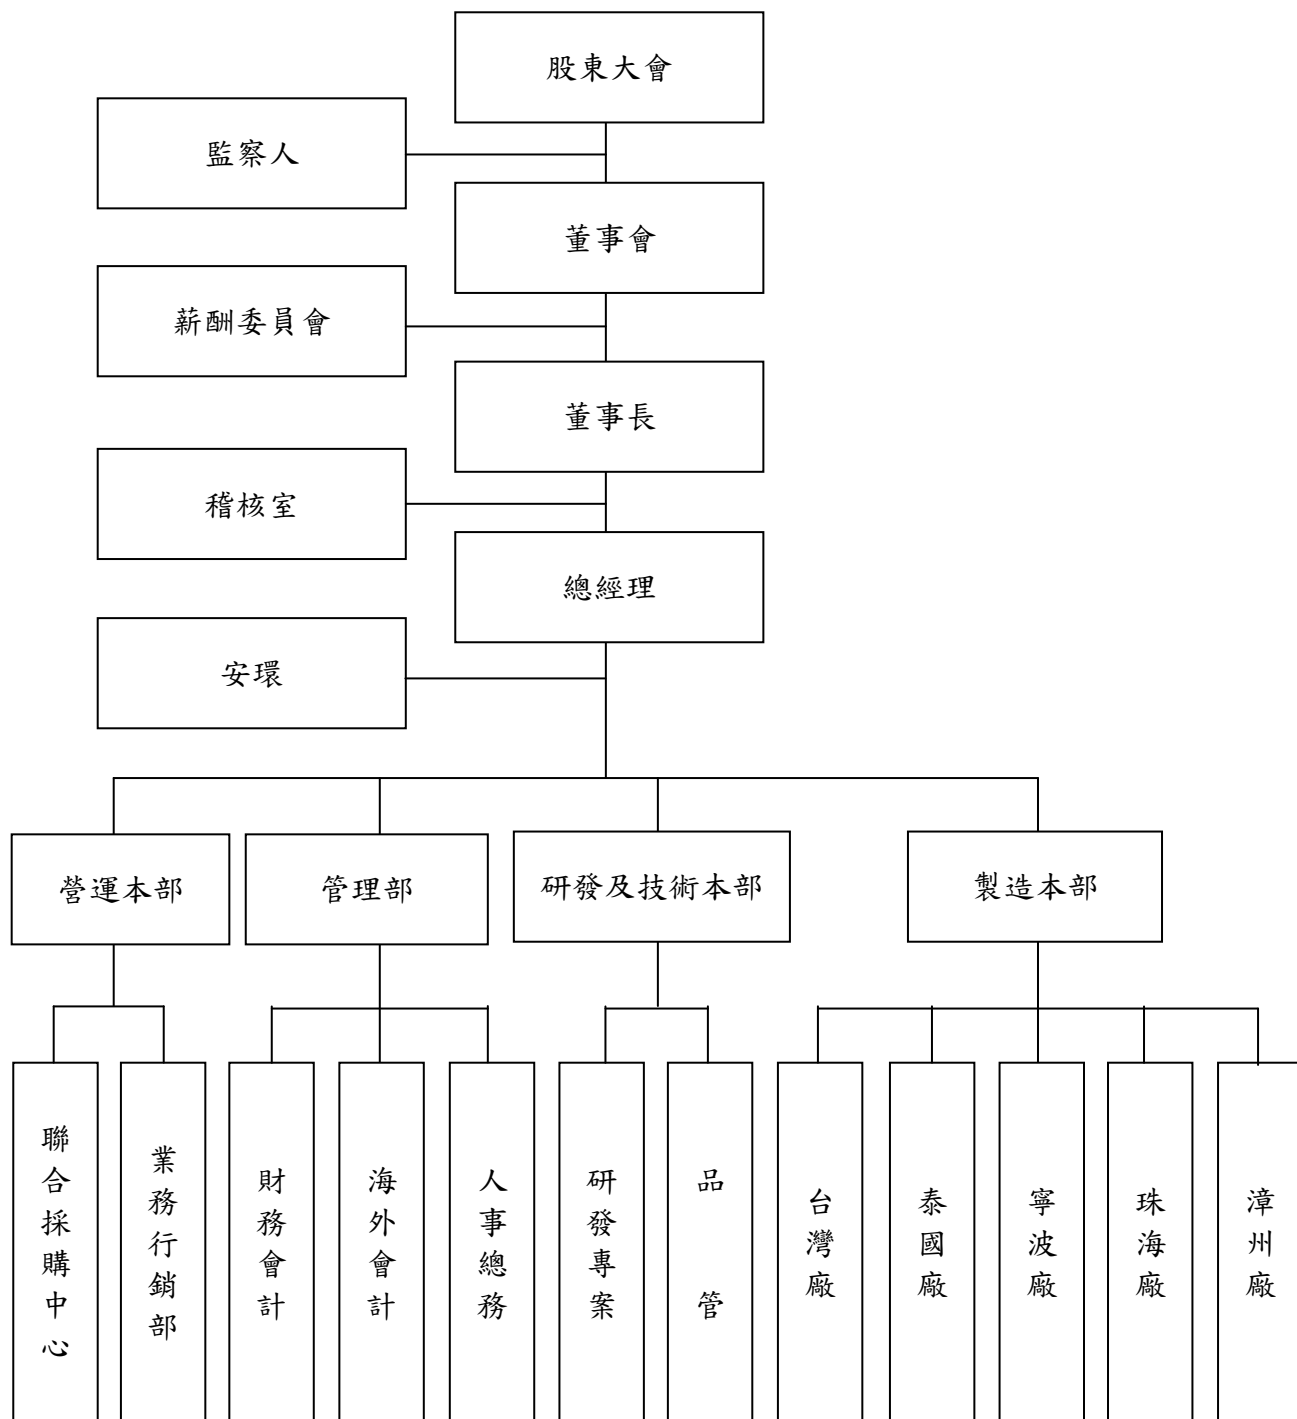 股東大會
監察人
董事會
薪酬委員會
董事長
稽核室
總經理
安環
營運本部
管理部
研發及技術本部
製造本部
聯合採購中心
業務行銷部
財務會計
海外會計
人事總務
研發專案
品管
台灣廠
泰國廠
寧波廠
珠海廠
漳州廠